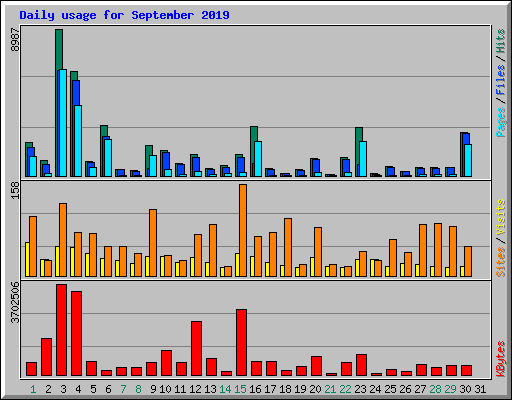 Daily usage for September 2019
8987
Pages / Files / Hits
158
Sites / Visits
3702506
KBytes
1 2 3 4 5 6 7 8 9 10 11 12 13 14 15 16 17 18 19 20 21 22 23 24 25 26 27 28 29 30 31